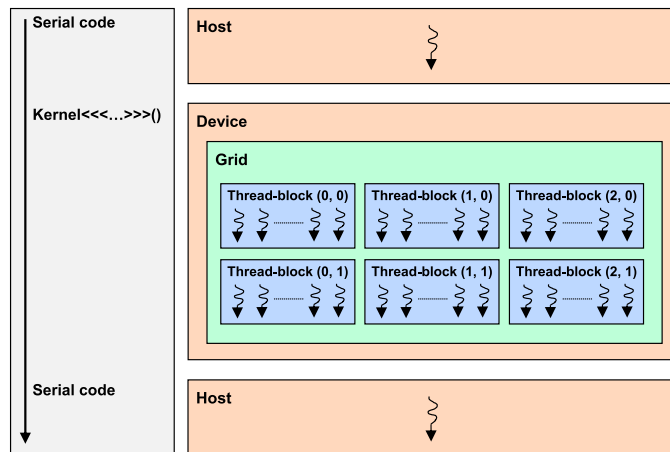 Serial code
Host
Kernel<<<...>>>()
Device
Grid
Thread-block (0, 0)
Thread-block (1, 0)
Thread-block (2, 0)
Thread-block (0, 1)
Thread-block (1, 1)
Thread-block (2, 1)
Serial code
Host